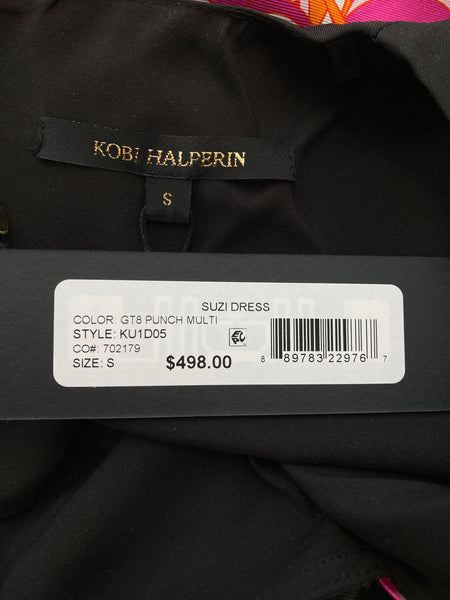 KOBI HALPERIN
S
SUZI DRESS
COLOR: GT8 PUNCH MULTI
STYLE: KU1D05
CO#: 702179
SIZE: S $498.00
8 89783 22976 7